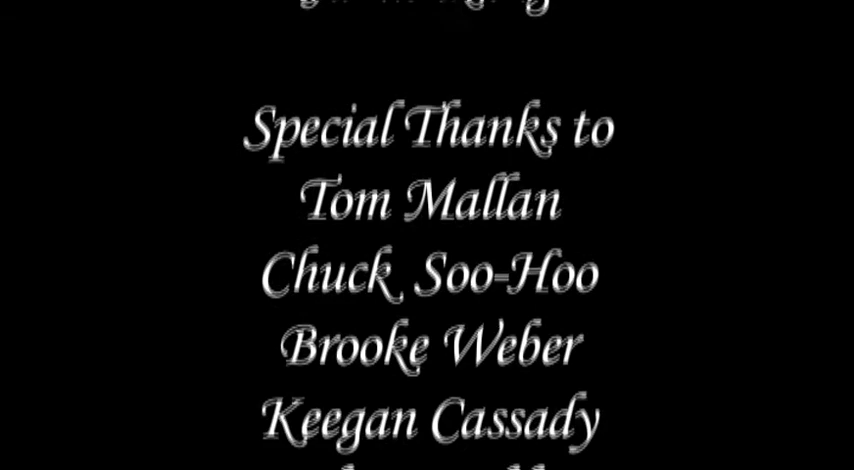 Special Thanks to
Tom Mallan
Chuck Soo-Hoo
Brooke Weber
Keegan Cassady